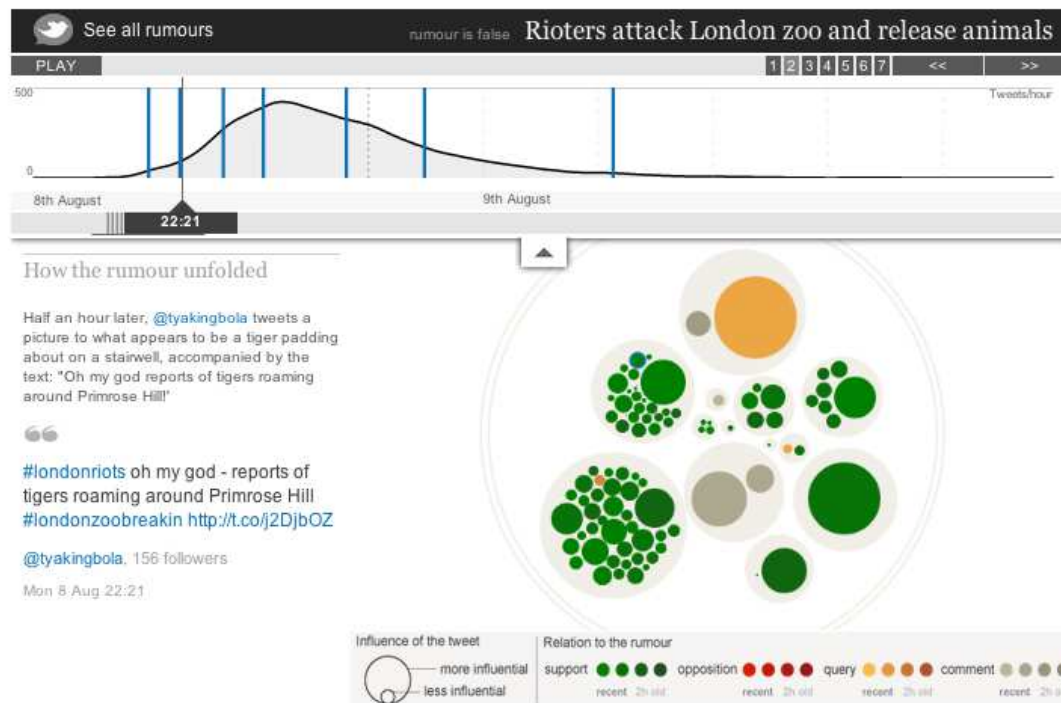 See all rumours
rumour is false Rioters attack London zoo and release animals
PLAY
1 2 3 4 5 6 7 << >>
500
Tweets/hour
0
8th August
9th August
22:21
How the rumour unfolded
Half an hour later, @tyakingbola tweets a
picture to what appears to be a tiger padding
about on a stairwell, accompanied by the
text: "Oh my god reports of tigers roaming
around Primrose Hill!'
#londonriots oh my god - reports of
tigers roaming around Primrose Hill
#londonzoobreakin http://t.co/j2DjbOZ
@tyakingbola, 156 followers
Mon 8 Aug 22:21
Influence of the tweet
more influential
less influential
Relation to the rumour
support opposition query comment
recent 2h old recent 2h old recent 2h old recent 2h